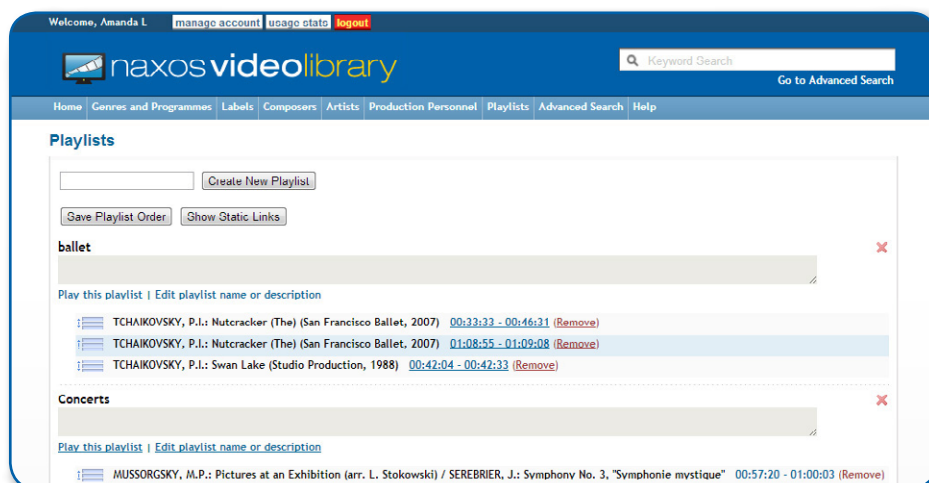 Welcome, Amanda L manage account usage stats logout
naxos videolibrary
Keyword Search
Go to Advanced Search
Home Genres and Programmes Labels Composers Artists Production Personnel Playlists Advanced Search Help
Playlists
Create New Playlist
Save Playlist Order Show Static Links
ballet
Play this playlist | Edit playlist name or description
TCHAIKOVSKY, P.I.: Nutcracker (The) (San Francisco Ballet, 2007) 00:33:33 - 00:46:31 (Remove)
TCHAIKOVSKY, P.I.: Nutcracker (The) (San Francisco Ballet, 2007) 01:08:55 - 01:09:08 (Remove)
TCHAIKOVSKY, P.I.: Swan Lake (Studio Production, 1988) 00:42:04 - 00:42:33 (Remove)
Concerts
Play this playlist | Edit playlist name or description
MUSSORGSKY, M.P.: Pictures at an Exhibition (arr. L. Stokowski) / SEREBRIER, J.: Symphony No. 3, "Symphonie mystique" 00:57:20 - 01:00:03 (Remove)